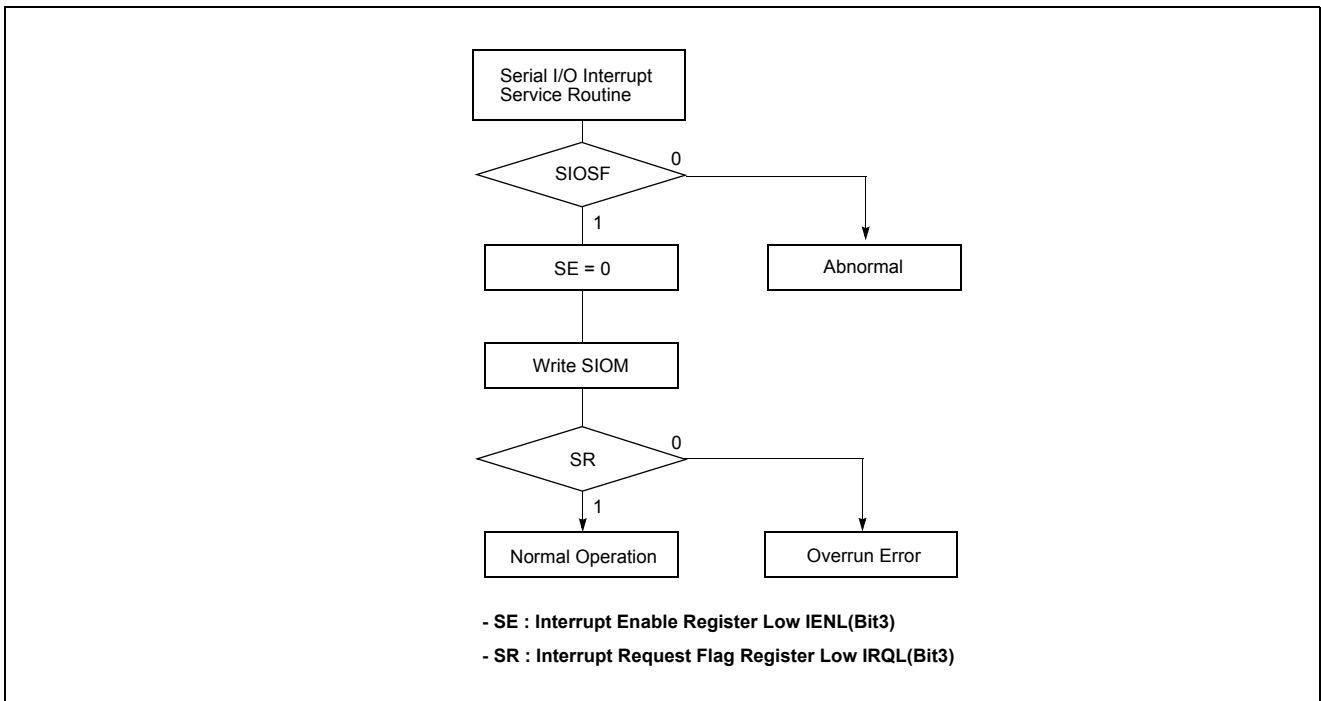 Serial I/O Interrupt
Service Routine
SIOSF
0
1
SE = 0
Abnormal
Write SIOM
SR
0
1
Normal Operation
Overrun Error
- SE : Interrupt Enable Register Low IENL(Bit3)
- SR : Interrupt Request Flag Register Low IRQL(Bit3)